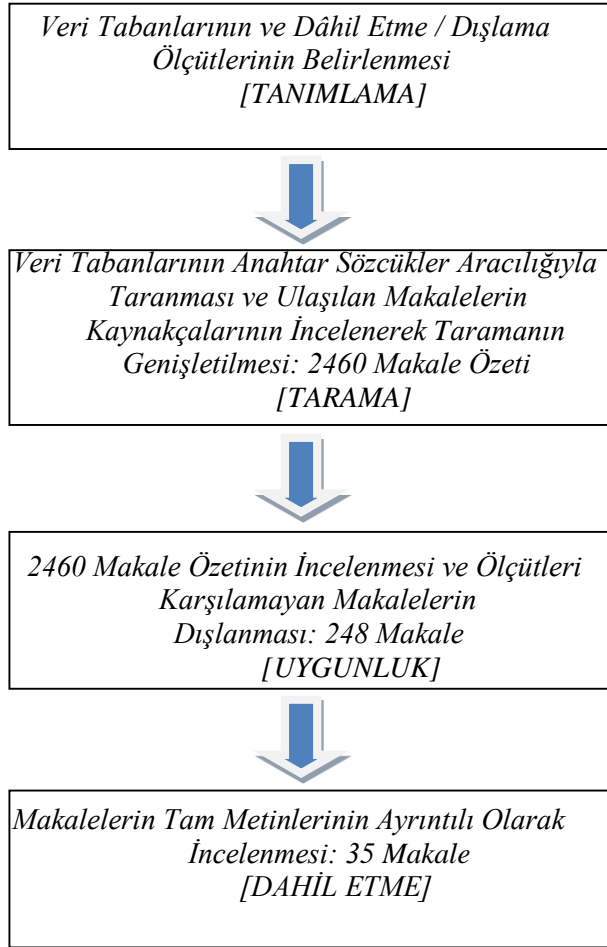 Veri Tabanlarının ve Dâhil Etme / Dışlama
Ölçütlerinin Belirlenmesi
[TANIMLAMA]
Veri Tabanlarının Anahtar Sözcükler Aracılığıyla
Taranması ve Ulaşılan Makalelerin
Kaynakçalarının İncelenerek Taramanın
Genişletilmesi: 2460 Makale Özeti
[TARAMA]
2460 Makale Özetinin İncelenmesi ve Ölçütleri
Karşılamayan Makalelerin
Dışlanması: 248 Makale
[UYGUNLUK]
Makalelerin Tam Metinlerinin Ayrıntılı Olarak
İncelenmesi: 35 Makale
[DAHİL ETME]